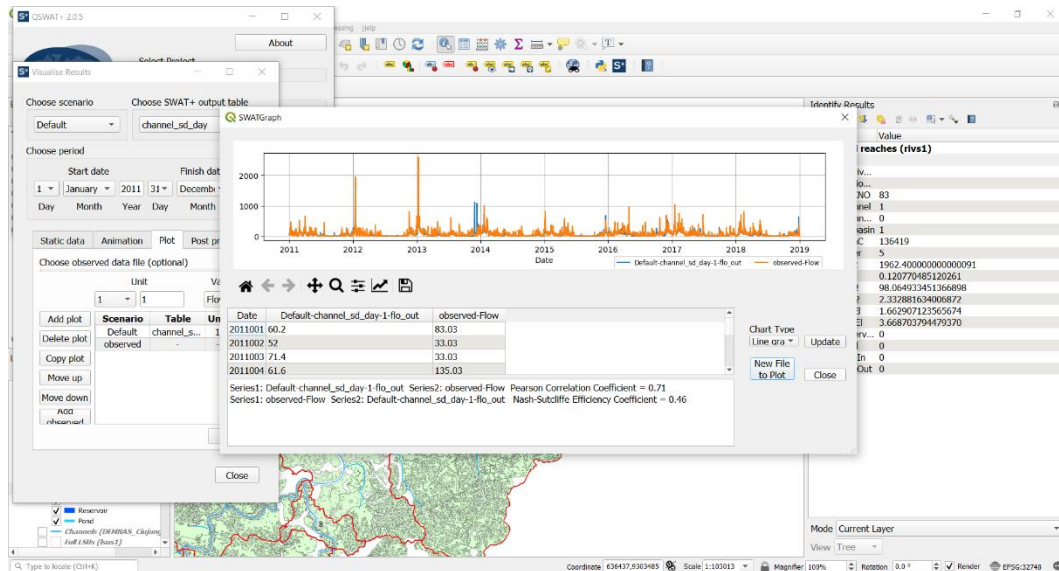 QSWAT+ 2.0.5
About
Select Project
Help
Visualise Results
Choose scenario
Choose SWAT+ output table
Default
channel_sd_day
Choose period
Start date
Finish dat
1 January 2011 31 Decembe
Day Month Year Day Month
Static data Animation Plot Post pr
Choose observed data file (optional)
Unit
Va
1 1 Flow
Add plot
Delete plot
Copy plot
Move up
Move down
Add
observed
Scenario Table Un
Default channel_s... 1
observed - -
Close
SWATGraph
2000
1000
0
2011 2012 2013 2014 2015 2016 2017 2018 2019
Date
Default-channel_sd_day-1-flo_out observed-Flow
Date Default-channel_sd_day-1-flo_out observed-Flow
2011001 60.2 83.03
2011002 52 33.03
2011003 71.4 33.03
2011004 61.6 135.03
Chart Type
Line gra Update
New File
to Plot
Close
Series1: Default-channel_sd_day-1-flo_out Series2: observed-Flow Pearson Correlation Coefficient = 0.71
Series1: observed-Flow Series2: Default-channel_sd_day-1-flo_out Nash-Sutcliffe Efficiency Coefficient = 0.46
Identify Results
Value
reaches (rivs1)
83
1
0
1
136419
5
1962.400000000000091
0.120770485120261
98.064933451366898
2.332881634006872
1.662907123565674
3.668703794479370
0
0
In 0
Out 0
Reservoir
Pond
Mode Current Layer
View Tree
Type to locate (Ctrl+K)
Coordinate 636437,9303485 Scale 1:103013 Magnifier 100% Rotation 0.0 ° Render EPSG:32748